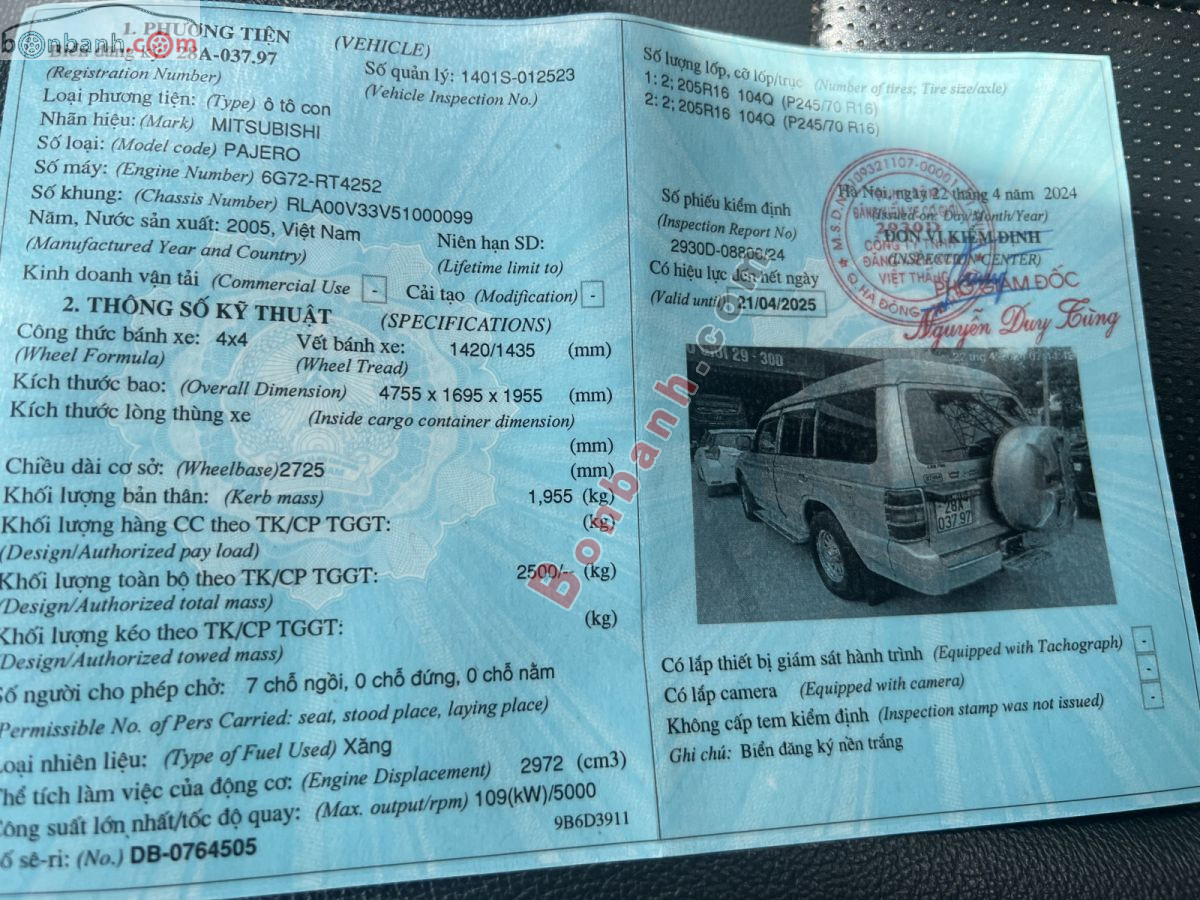 bonbanh.com
1. PHƯƠNG TIỆN (VEHICLE)
28A-037.97
(Registration Number)
Số quản lý: 1401S-012523
(Vehicle Inspection No.)
Loại phương tiện: (Type) ô tô con
Nhãn hiệu: (Mark) MITSUBISHI
Số loại: (Model code) PAJERO
Số máy: (Engine Number) 6G72-RT4252
Số khung: (Chassis Number) RLA00V33V51000099
Năm, Nước sản xuất: 2005, Việt Nam
(Manufactured Year and Country)
Niên hạn SD:
(Lifetime limit to)
Kinh doanh vận tải (Commercial Use - Cải tạo (Modification) -
2. THÔNG SỐ KỸ THUẬT (SPECIFICATIONS)
Công thức bánh xe: 4x4 Vết bánh xe: 1420/1435 (mm)
(Wheel Formula) (Wheel Tread)
Kích thước bao: (Overall Dimension) 4755 x 1695 x 1955 (mm)
Kích thước lòng thùng xe (Inside cargo container dimension)
(mm)
Chiều dài cơ sở: (Wheelbase) 2725 (mm)
Khối lượng bản thân: (Kerb mass) 1,955 (kg)
Khối lượng hàng CC theo TK/CP TGGT: (kg)
(Design/Authorized pay load)
Khối lượng toàn bộ theo TK/CP TGGT: 2500/-- (kg)
(Design/Authorized total mass)
Khối lượng kéo theo TK/CP TGGT: (kg)
(Design/Authorized towed mass)
Số người cho phép chở: 7 chỗ ngồi, 0 chỗ đứng, 0 chỗ nằm
(Permissible No. of Pers Carried: seat, stood place, laying place)
Loại nhiên liệu: (Type of Fuel Used) Xăng
Thể tích làm việc của động cơ: (Engine Displacement) 2972 (cm3)
Công suất lớn nhất/tốc độ quay: (Max. output/rpm) 109(kW)/5000
9B6D3911
Số sê-ri: (No.) DB-0764505
Số lượng lốp, cỡ lốp/trục (Number of tires; Tire size/axle)
1: 2; 205R16 104Q (P245/70 R16)
2: 2; 205R16 104Q (P245/70 R16)
Hà Nội, ngày 22 tháng 4 năm 2024
(Issued on: Day/Month/Year)
Số phiếu kiểm định
(Inspection Report No)
2930D-08806/24
ĐƠN VỊ KIỂM ĐỊNH
(INSPECTION CENTER)
Có hiệu lực đến hết ngày
(Valid until) 21/04/2025
PHÓ GIÁM ĐỐC
Nguyễn Duy Tùng
2930D
CÔNG TY TNHH
VIỆT THẮNG
Q. HÀ ĐÔNG
Bonbanh.com
28A
037.97
Có lắp thiết bị giám sát hành trình (Equipped with Tachograph) -
Có lắp camera (Equipped with camera) -
Không cấp tem kiểm định (Inspection stamp was not issued) -
Ghi chú: Biển đăng ký nền trắng